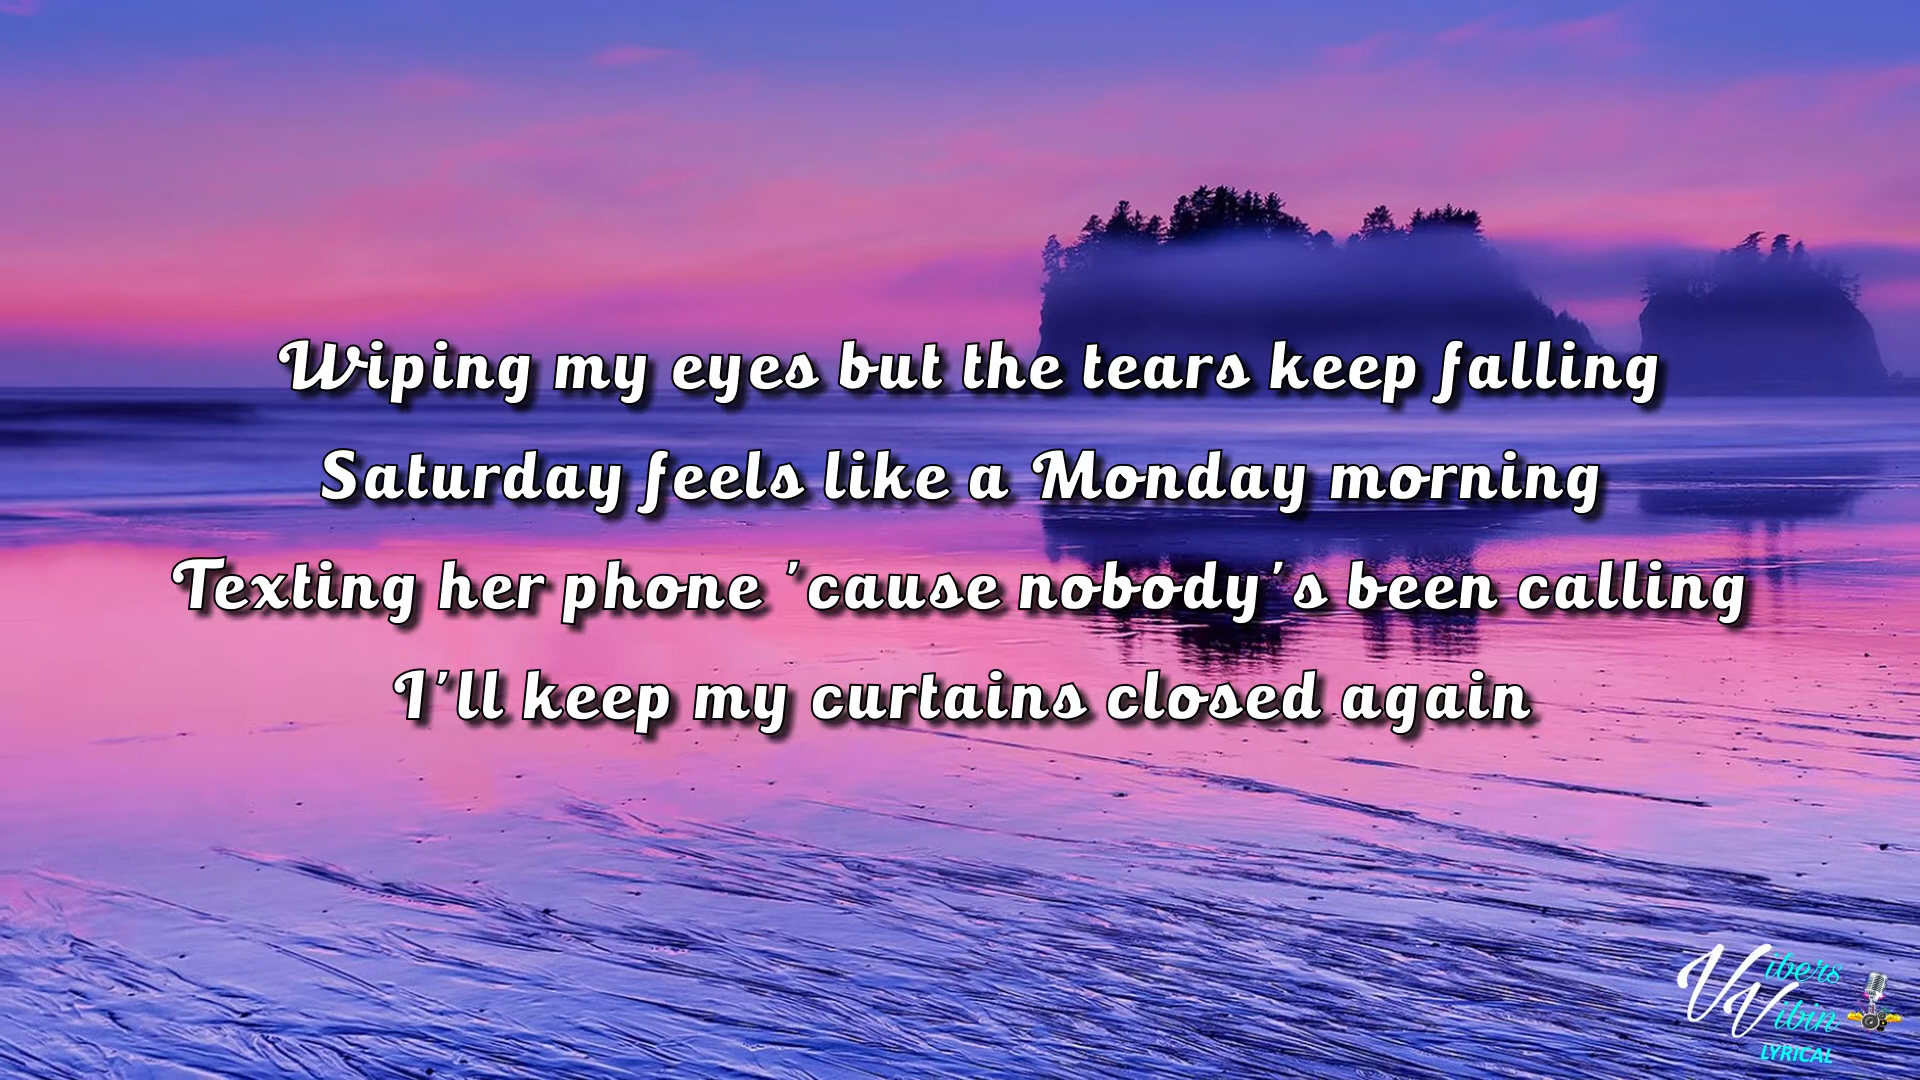 Wiping my eyes but the tears keep falling
Saturday feels like a Monday morning
Texting her phone 'cause nobody's been calling
I'll keep my curtains closed again
Vibers
Vibin
LYRICAL